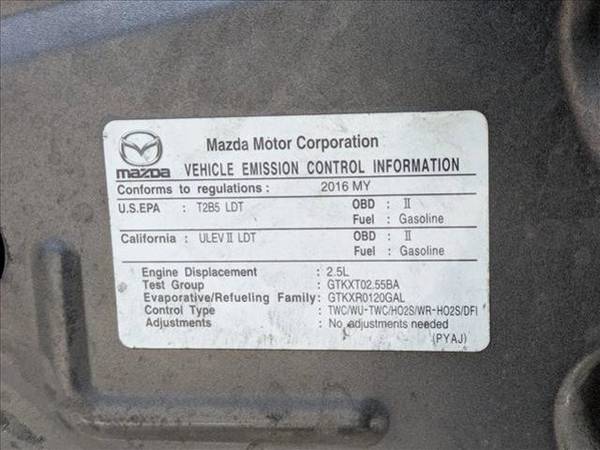 Mazda Motor Corporation
mazda VEHICLE EMISSION CONTROL INFORMATION
Conforms to regulations : 2016 MY
U.S.EPA : T2B5 LDT OBD : II
Fuel : Gasoline
California : ULEV II LDT OBD : II
Fuel : Gasoline
Engine Displacement : 2.5L
Test Group : GTKXT02.55BA
Evaporative/Refueling Family: GTKXR0120GAL
Control Type : TWC/WU-TWC/HO2S/WR-HO2S/DFI
Adjustments : No adjustments needed
(PYAJ)